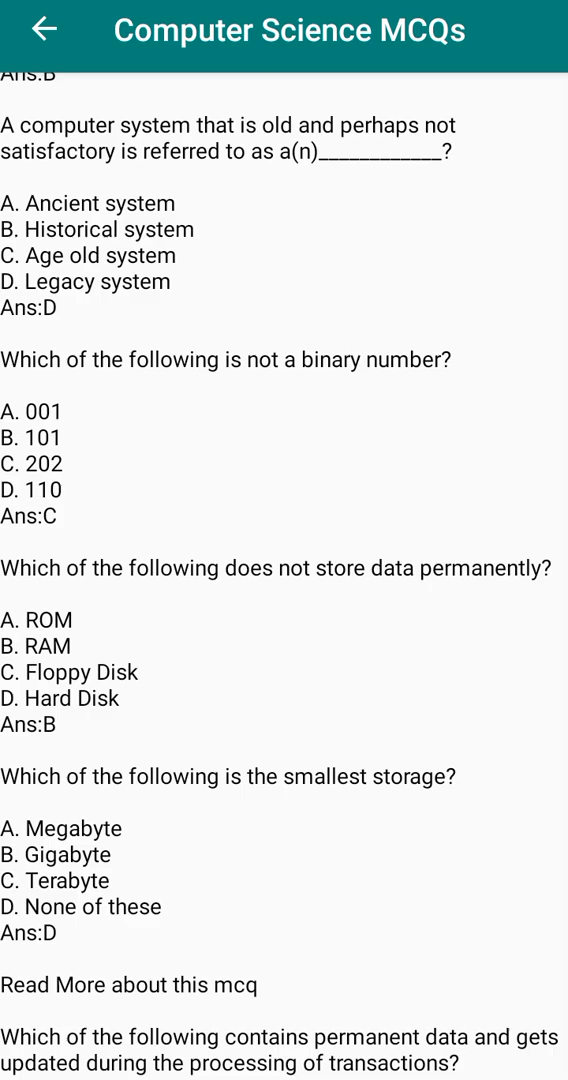 Computer Science MCQs
Ans:B
A computer system that is old and perhaps not
satisfactory is referred to as a(n)____________?
A. Ancient system
B. Historical system
C. Age old system
D. Legacy system
Ans:D
Which of the following is not a binary number?
A. 001
B. 101
C. 202
D. 110
Ans:C
Which of the following does not store data permanently?
A. ROM
B. RAM
C. Floppy Disk
D. Hard Disk
Ans:B
Which of the following is the smallest storage?
A. Megabyte
B. Gigabyte
C. Terabyte
D. None of these
Ans:D
Read More about this mcq
Which of the following contains permanent data and gets
updated during the processing of transactions?